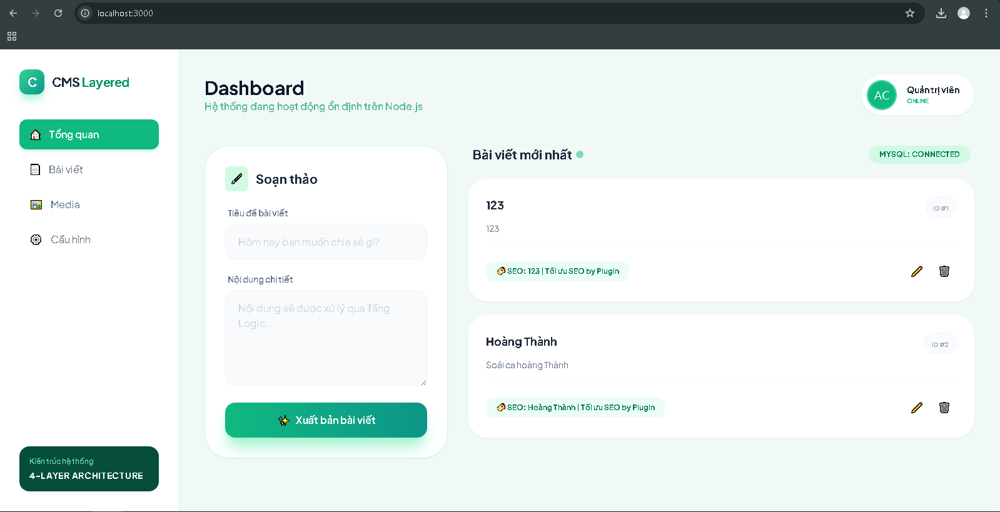 localhost:3000
C
CMS Layered
Tổng quan
Bài viết
Media
Cấu hình
Kiến trúc hệ thống
4-LAYER ARCHITECTURE
Dashboard
Hệ thống đang hoạt động ổn định trên Node.js
AC
Quản trị viên
ONLINE
Soạn thảo
Tiêu đề bài viết
Hôm nay bạn muốn chia sẻ gì?
Nội dung chi tiết
Nội dung sẽ được xử lý qua Tầng
Logic...
Xuất bản bài viết
Bài viết mới nhất
MYSQL: CONNECTED
123
ID #1
123
SEO: 123 | Tối ưu SEO by Plugin
Hoàng Thành
ID #2
Soái ca hoàng Thành
SEO: Hoàng Thành | Tối ưu SEO by Plugin